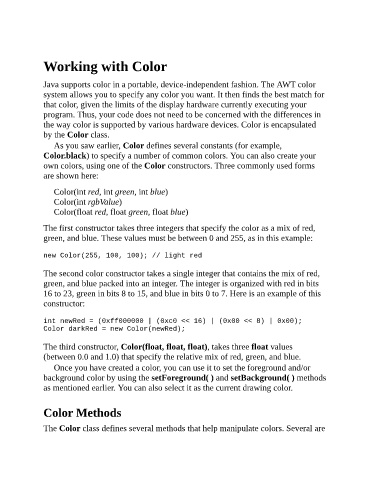 Working with Color
Java supports color in a portable, device-independent fashion. The AWT color
system allows you to specify any color you want. It then finds the best match for
that color, given the limits of the display hardware currently executing your
program. Thus, your code does not need to be concerned with the differences in
the way color is supported by various hardware devices. Color is encapsulated
by the Color class.
As you saw earlier, Color defines several constants (for example,
Color.black) to specify a number of common colors. You can also create your
own colors, using one of the Color constructors. Three commonly used forms
are shown here:
Color(int red, int green, int blue)
Color(int rgbValue)
Color(float red, float green, float blue)
The first constructor takes three integers that specify the color as a mix of red,
green, and blue. These values must be between 0 and 255, as in this example:
new Color(255, 100, 100); // light red
The second color constructor takes a single integer that contains the mix of red,
green, and blue packed into an integer. The integer is organized with red in bits
16 to 23, green in bits 8 to 15, and blue in bits 0 to 7. Here is an example of this
constructor:
int newRed = (0xff000000 | (0xc0 << 16) | (0x00 << 8) | 0x00);
Color darkRed = new Color(newRed);
The third constructor, Color(float, float, float), takes three float values
(between 0.0 and 1.0) that specify the relative mix of red, green, and blue.
Once you have created a color, you can use it to set the foreground and/or
background color by using the setForeground( ) and setBackground( ) methods
as mentioned earlier. You can also select it as the current drawing color.
Color Methods
The Color class defines several methods that help manipulate colors. Several are